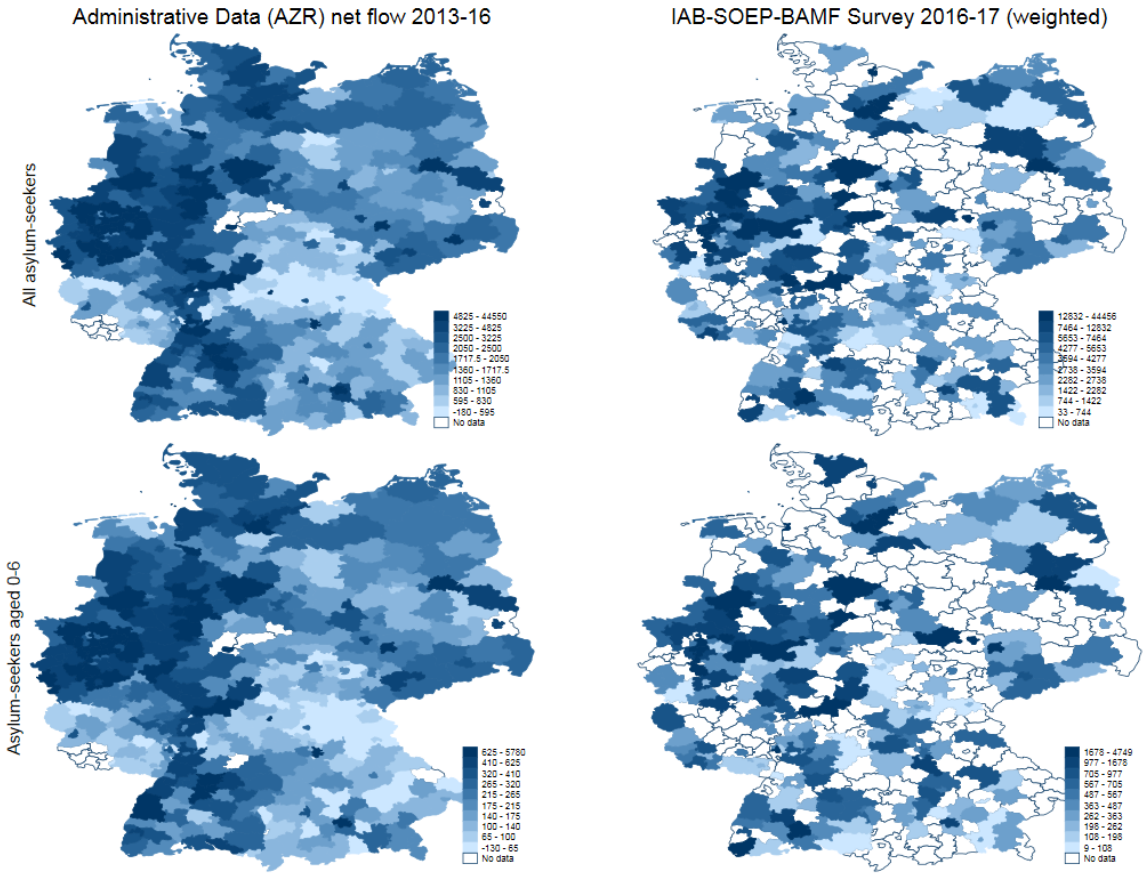 Administrative Data (AZR) net flow 2013-16
IAB-SOEP-BAMF Survey 2016-17 (weighted)
All asylum-seekers
4825 - 44550
3225 - 4825
2500 - 3225
2050 - 2500
1717.5 - 2050
1360 - 1717.5
1105 - 1360
830 - 1105
595 - 830
-180 - 595
No data
12832 - 44456
7464 - 12832
5653 - 7464
4277 - 5653
3594 - 4277
2738 - 3594
2282 - 2738
1422 - 2282
744 - 1422
33 - 744
No data
Asylum-seekers aged 0-6
625 - 5780
410 - 625
320 - 410
265 - 320
215 - 265
175 - 215
140 - 175
100 - 140
65 - 100
-130 - 65
No data
1678 - 4749
977 - 1678
705 - 977
567 - 705
487 - 567
363 - 487
262 - 363
198 - 262
108 - 198
9 - 108
No data